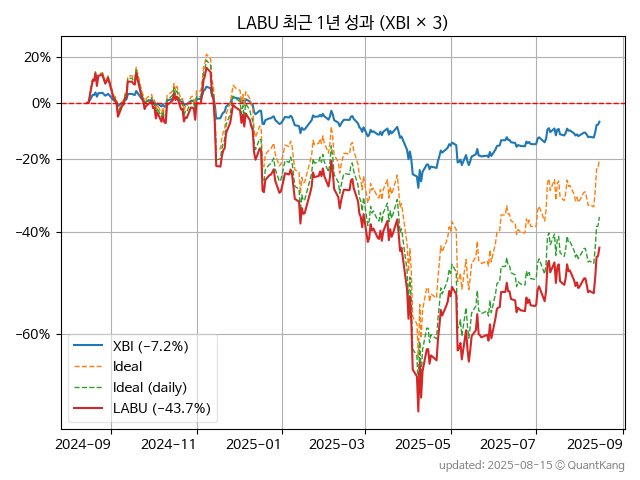 LABU 최근 1년 성과 (XBI × 3)
20%
0%
−20%
−40%
−60%
XBI (−7.2%)
Ideal
Ideal (daily)
LABU (−43.7%)
2024-09 2024-11 2025-01 2025-03 2025-05 2025-07 2025-09
updated: 2025-08-15 ⓒ QuantKang